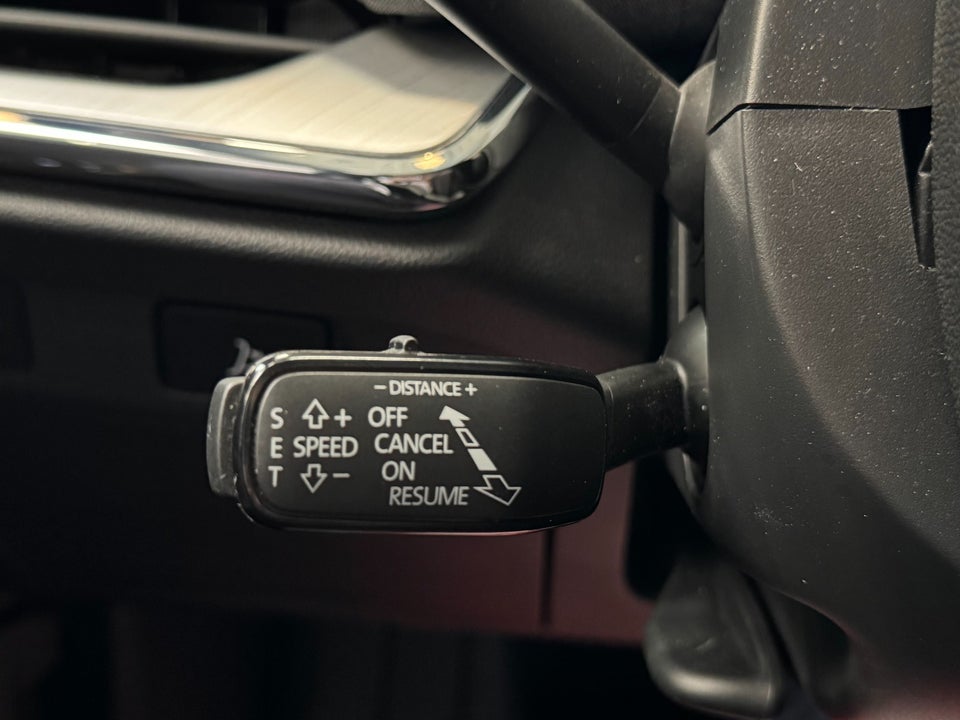 − DISTANCE +
S ⇧ + OFF
E SPEED CANCEL
T ⇩ − ON
RESUME